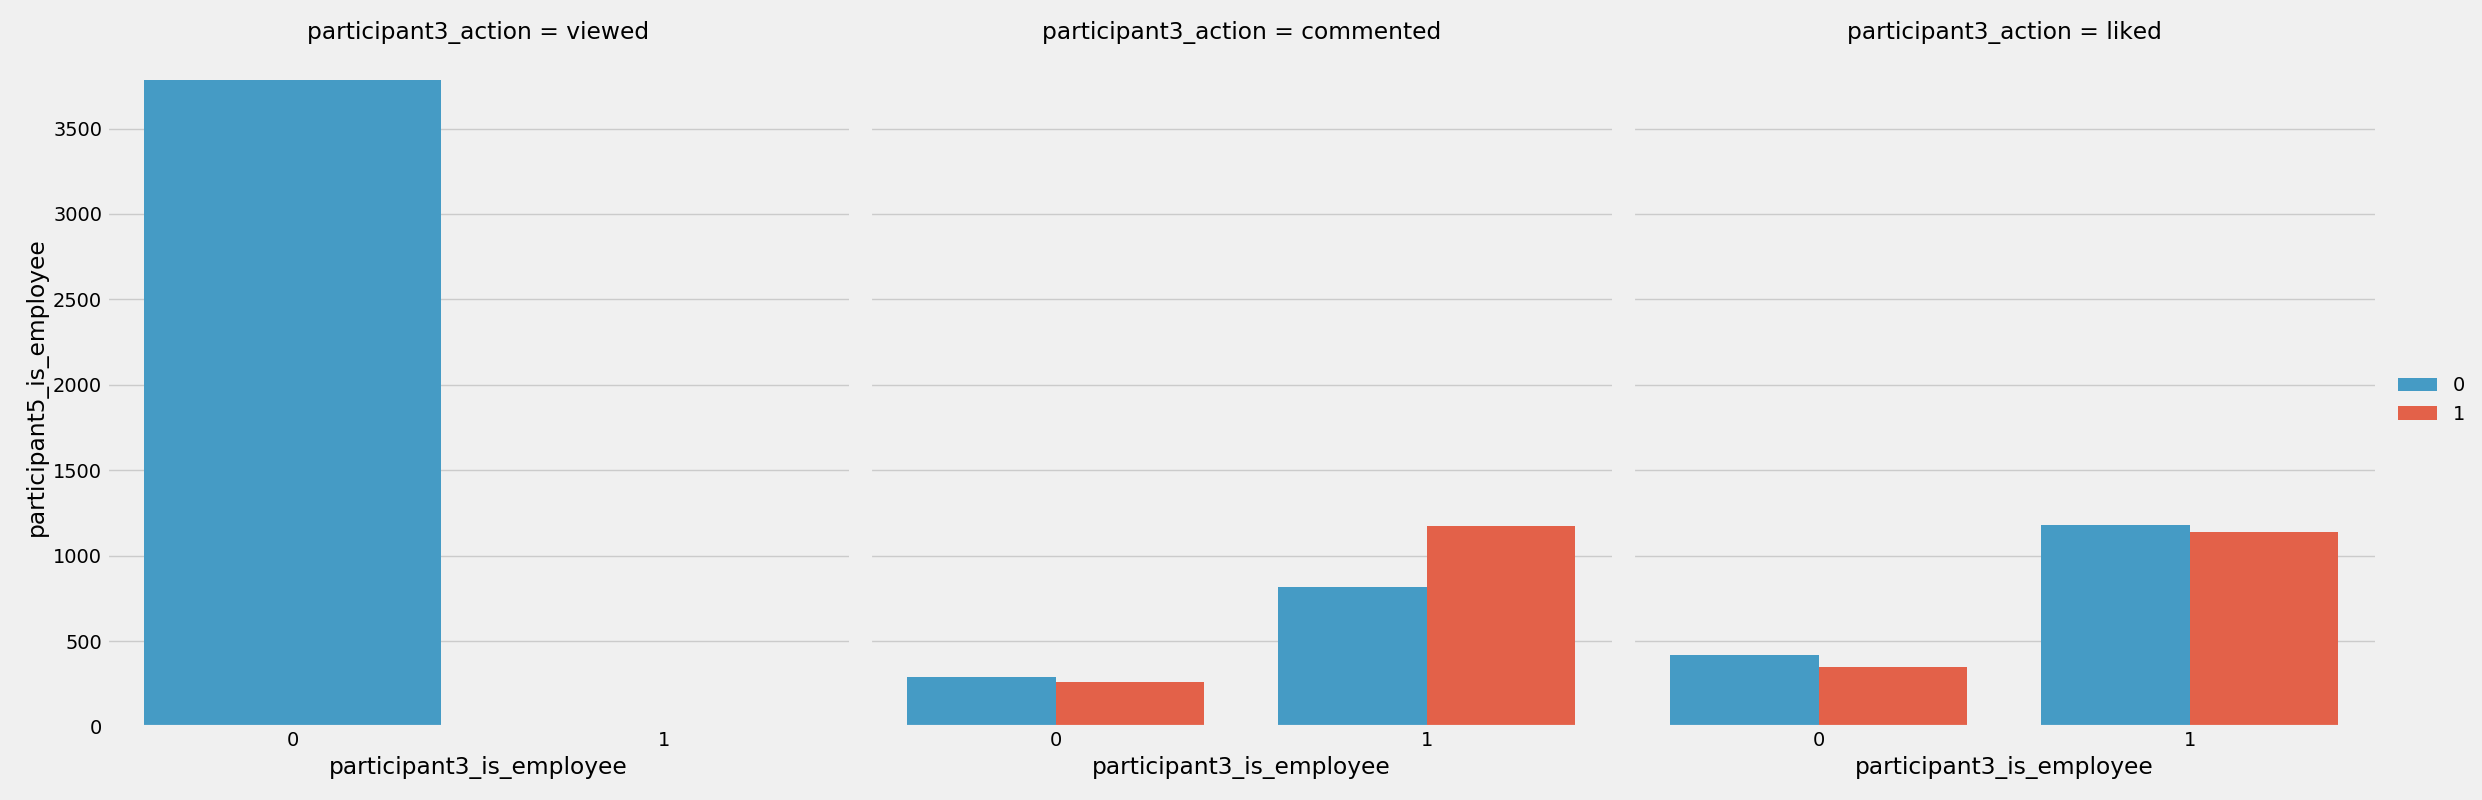 participant3_action = viewed
participant3_action = commented
participant3_action = liked
participant5_is_employee
3500
3000
2500
2000
1500
1000
500
0
0
1
0
1
0
1
participant3_is_employee
participant3_is_employee
participant3_is_employee
0
1